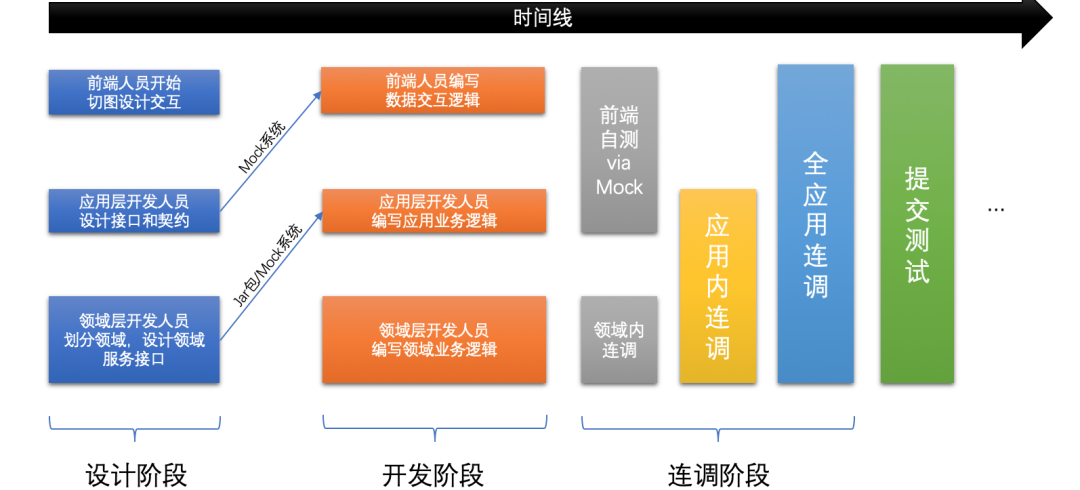 时间线
前端人员开始
切图设计交互
应用层开发人员
设计接口和契约
领域层开发人员
划分领域，设计领域
服务接口
Mock系统
Jar包/Mock系统
前端人员编写
数据交互逻辑
应用层开发人员
编写应用业务逻辑
领域层开发人员
编写领域业务逻辑
前端
自测
via
Mock
领域内
连调
应用内连调
全应用连调
提交测试
...
设计阶段
开发阶段
连调阶段